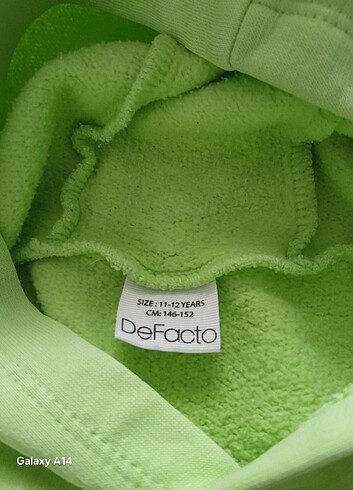 SIZE : 11-12 YEARS
CM: 146-152
DeFacto
Galaxy A14